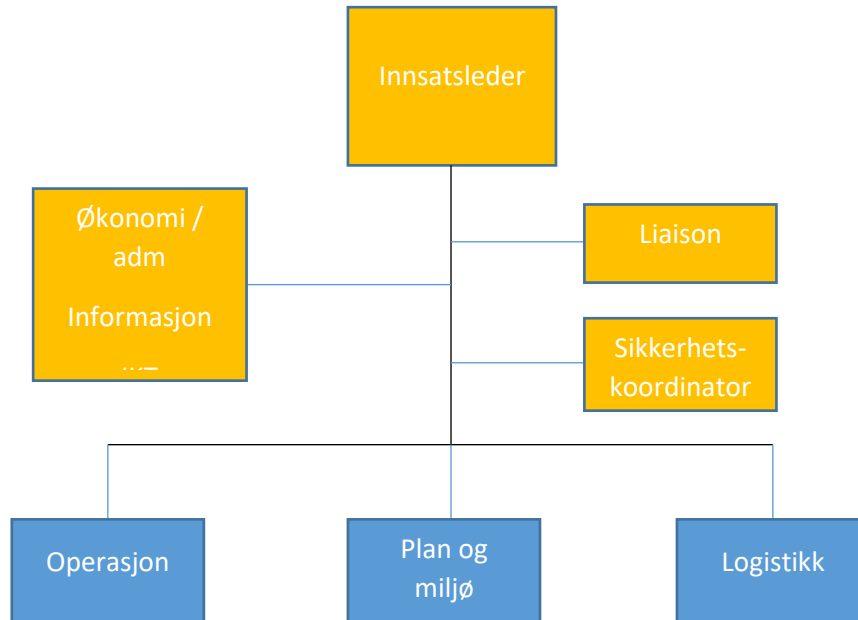 Innsatsleder
Økonomi /
adm
Informasjon
Liaison
Sikkerhets-
koordinator
Operasjon
Plan og
miljø
Logistikk